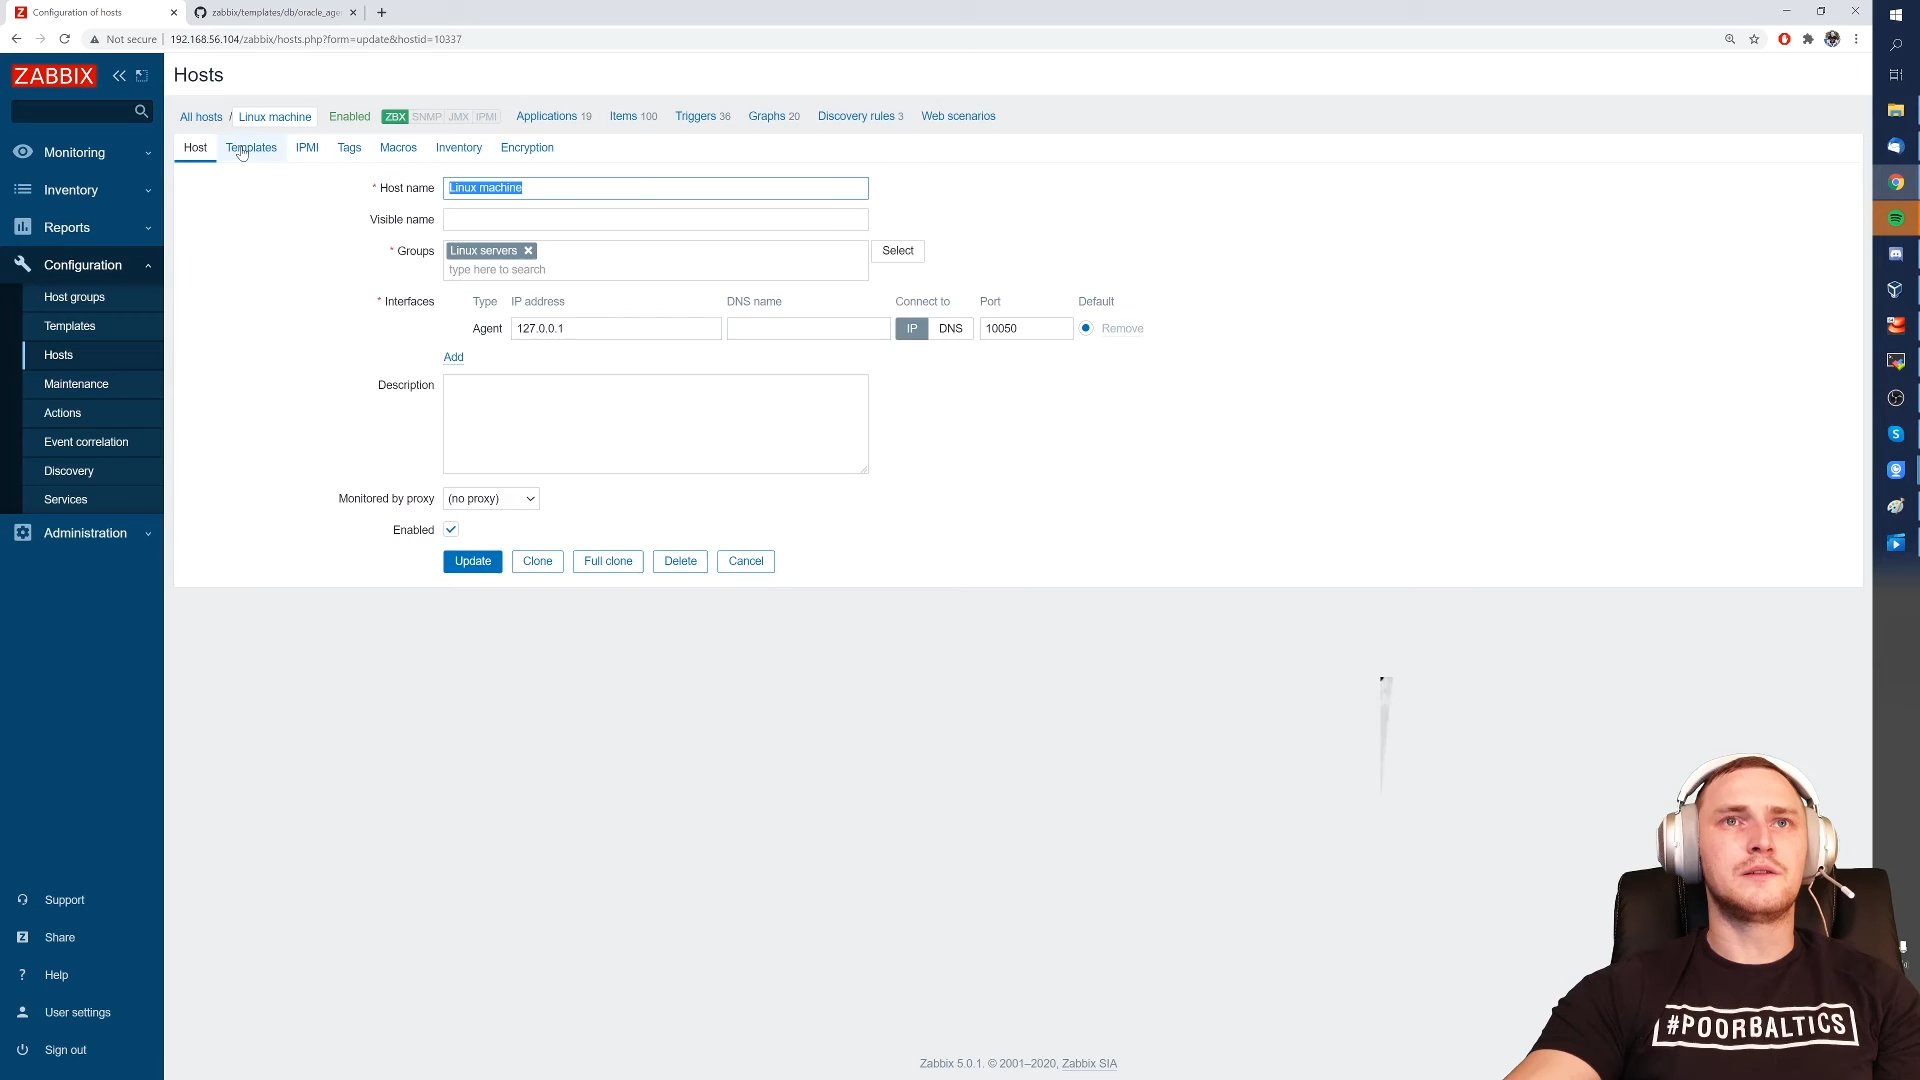 Configuration of hosts
zabbix/templates/db/oracle_age
Not secure
192.168.56.104/zabbix/hosts.php?form=update&hostid=10337
ZABBIX
Monitoring
Inventory
Reports
Configuration
Host groups
Templates
Hosts
Maintenance
Actions
Event correlation
Discovery
Services
Administration
Support
Share
Help
User settings
Sign out
Hosts
All hosts / Linux machine Enabled ZBX SNMP JMX IPMI Applications 19 Items 100 Triggers 36 Graphs 20 Discovery rules 3 Web scenarios
Host Templates IPMI Tags Macros Inventory Encryption
* Host name Linux machine
Visible name
* Groups Linux servers Select
type here to search
* Interfaces Type IP address DNS name Connect to Port Default
Agent 127.0.0.1 IP DNS 10050 Remove
Add
Description
Monitored by proxy (no proxy)
Enabled
Update Clone Full clone Delete Cancel
#POORBALTICS
Zabbix 5.0.1. © 2001–2020, Zabbix SIA